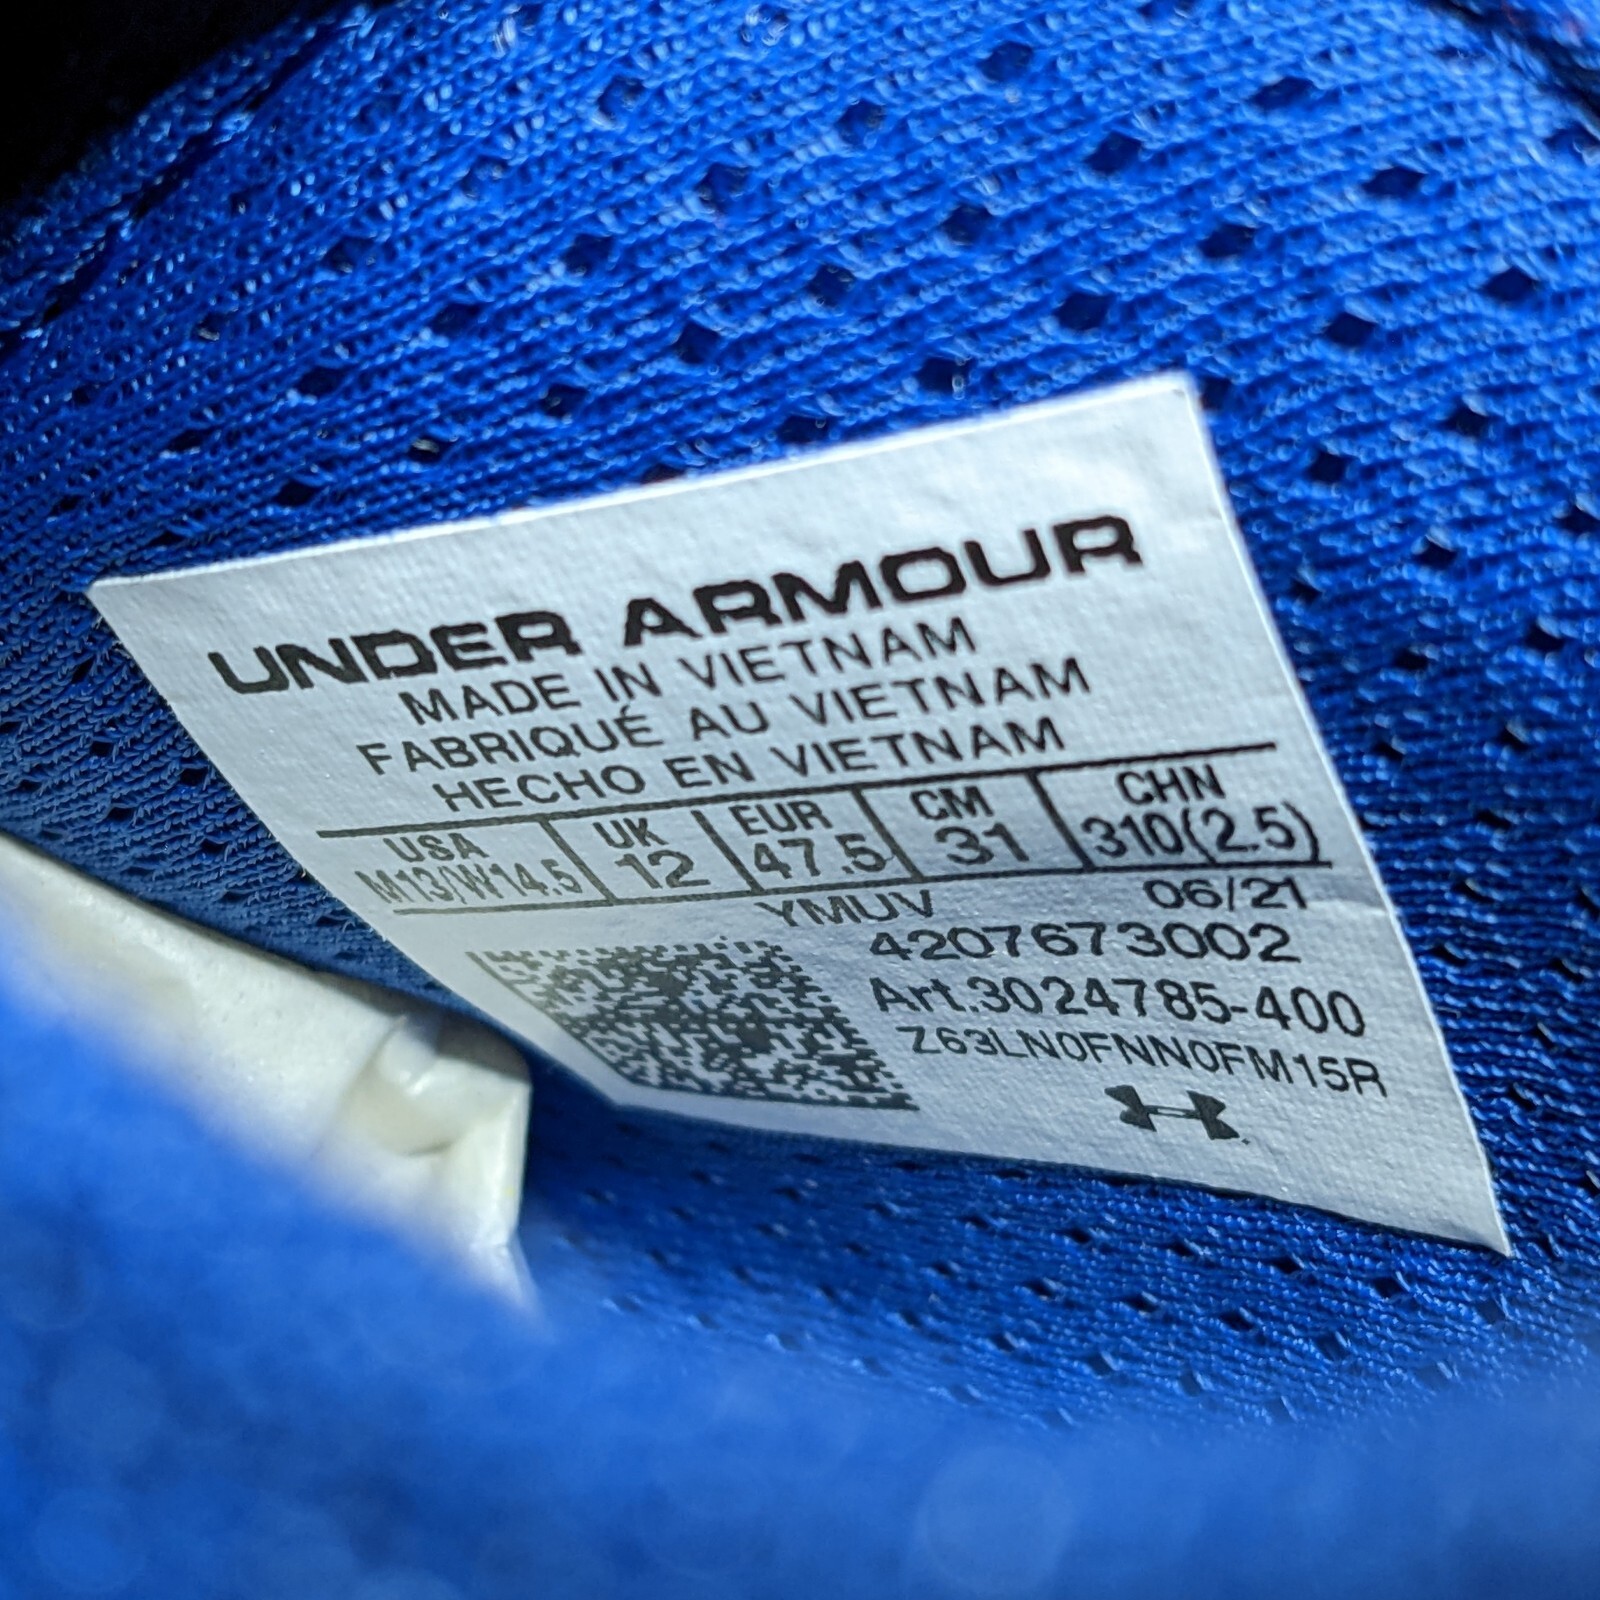 UNDER ARMOUR
MADE IN VIETNAM
FABRIQUÉ AU VIETNAM
HECHO EN VIETNAM
USA UK EUR CM CHN
M13/W14.5 12 47.5 31 310(2.5)
YMUV 06/21
4207673002
Art.3024785-400
Z63LN0FNN0FM15R